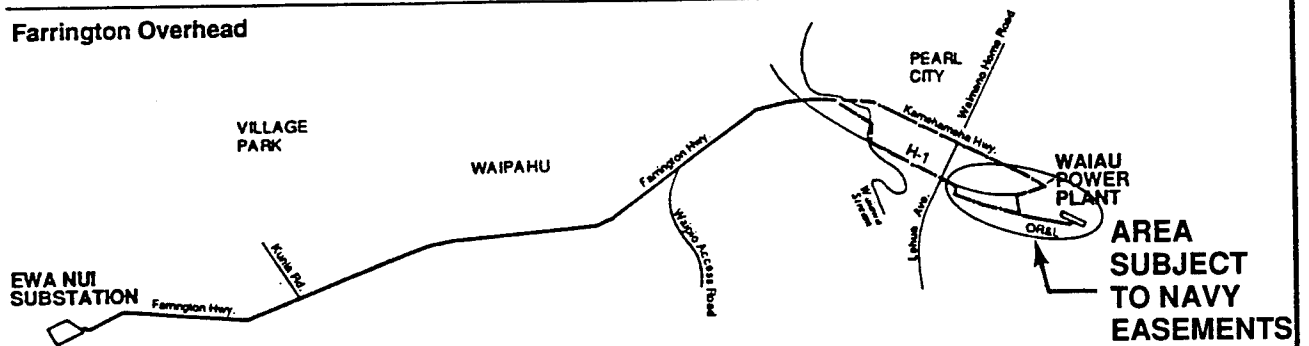 Farrington Overhead
PEARL
CITY
Waimano Home Road
VILLAGE
PARK
Kamehameha Hwy.
WAIPAHU
Farrington Hwy
H-1
WAIAU
POWER
PLANT
Stream
Lehua Ave.
OR&L
Waipio Access Road
AREA
SUBJECT
TO NAVY
EASEMENTS
Kunia Rd.
EWA NUI
SUBSTATION
Farrington Hwy.